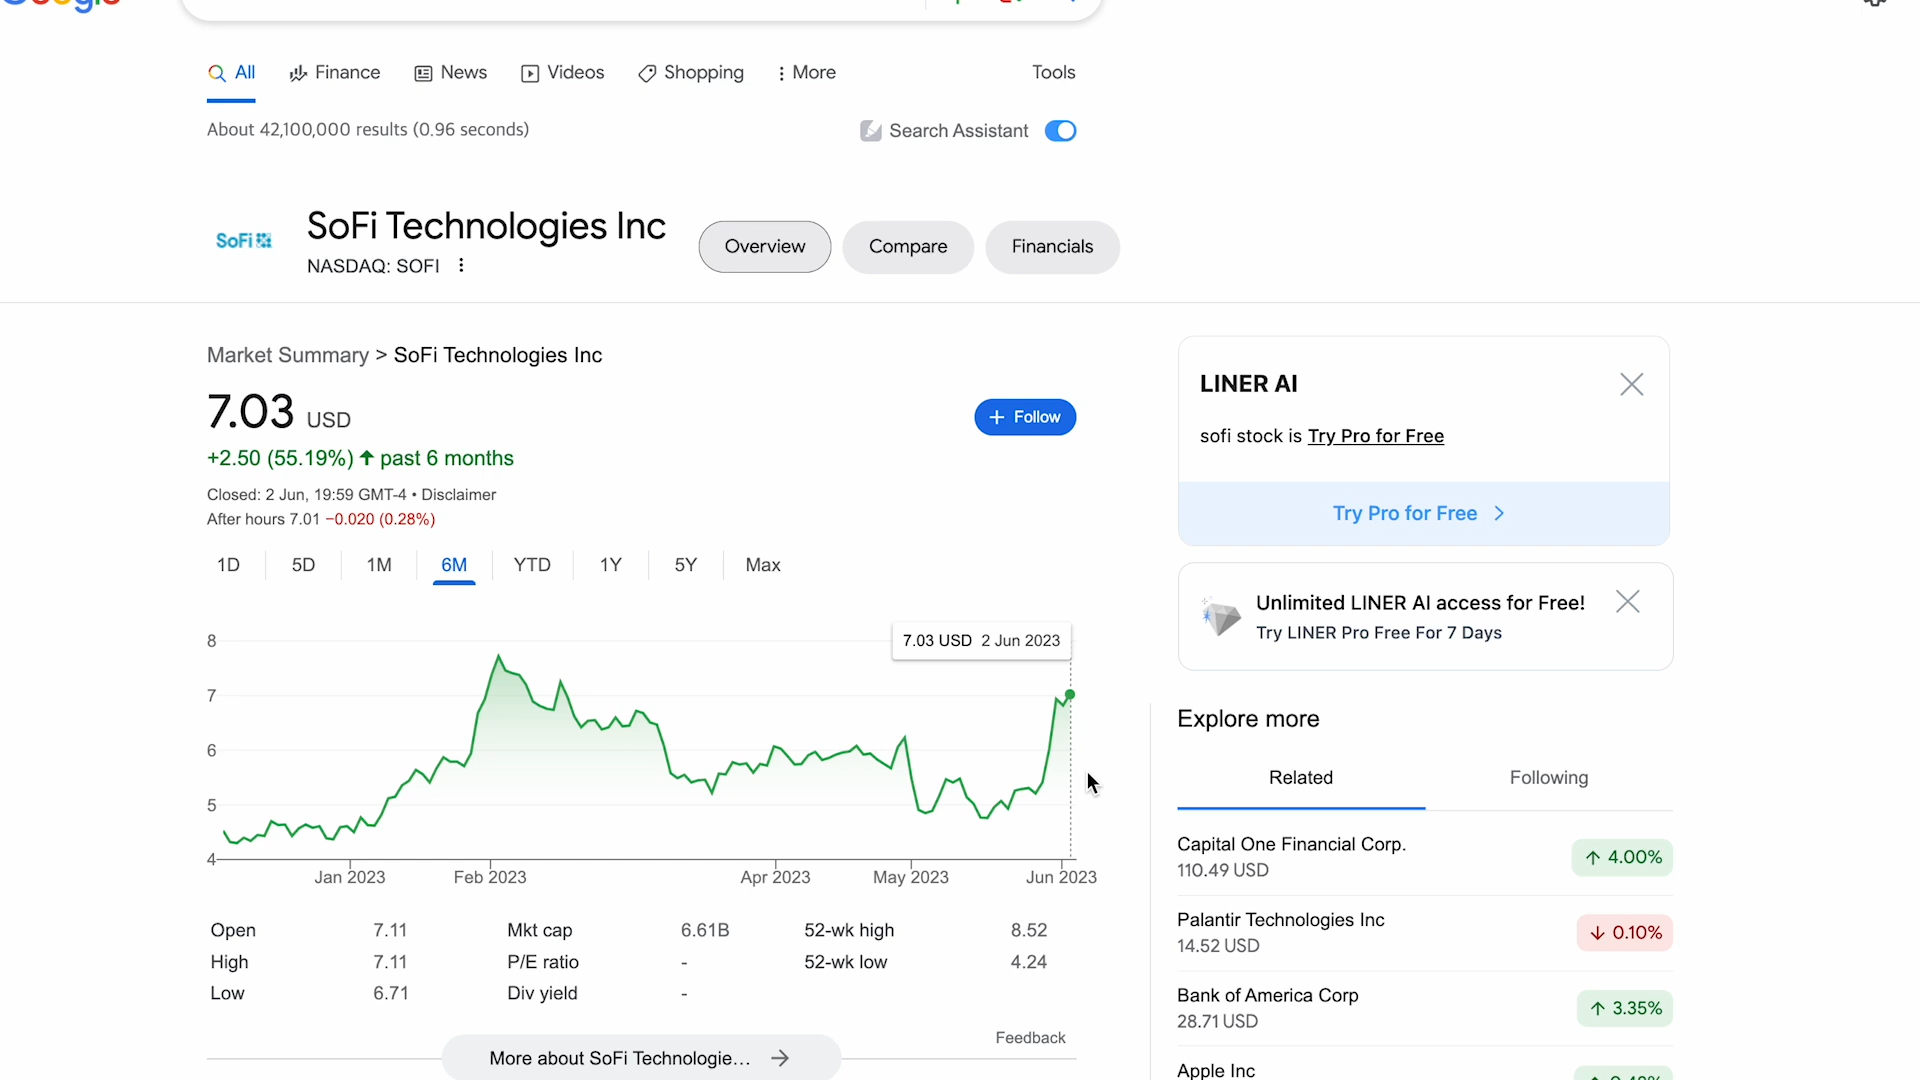 Google
All
Finance
News
Videos
Shopping
More
Tools
About 42,100,000 results (0.96 seconds)
Search Assistant
SoFi
SoFi Technologies Inc
NASDAQ: SOFI
Overview
Compare
Financials
Market Summary > SoFi Technologies Inc
7.03 USD
+ Follow
+2.50 (55.19%) ↑ past 6 months
Closed: 2 Jun, 19:59 GMT-4 • Disclaimer
After hours 7.01 −0.020 (0.28%)
1D 5D 1M 6M YTD 1Y 5Y Max
7.03 USD 2 Jun 2023
8
7
6
5
4
Jan 2023 Feb 2023 Apr 2023 May 2023 Jun 2023
Open 7.11 Mkt cap 6.61B 52-wk high 8.52
High 7.11 P/E ratio - 52-wk low 4.24
Low 6.71 Div yield -
Feedback
More about SoFi Technologie... →
LINER AI
sofi stock is Try Pro for Free
Try Pro for Free >
Unlimited LINER AI access for Free!
Try LINER Pro Free For 7 Days
Explore more
Related Following
Capital One Financial Corp.
110.49 USD
↑ 4.00%
Palantir Technologies Inc
14.52 USD
↓ 0.10%
Bank of America Corp
28.71 USD
↑ 3.35%
Apple Inc